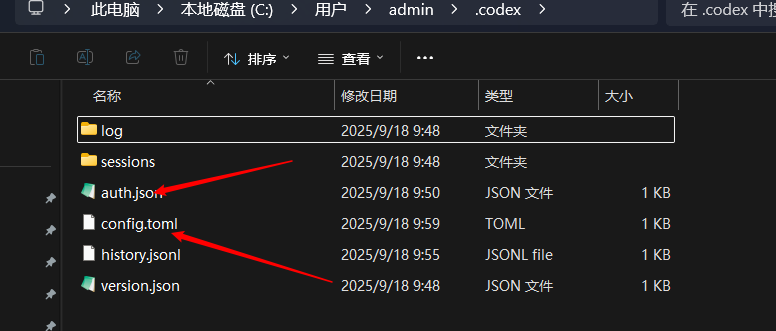 此电脑 > 本地磁盘 (C:) > 用户 > admin > .codex >
在 .codex 中搜
排序 查看 ...
名称 修改日期 类型 大小
log 2025/9/18 9:48 文件夹
sessions 2025/9/18 9:48 文件夹
auth.json 2025/9/18 9:50 JSON 文件 1 KB
config.toml 2025/9/18 9:59 TOML 1 KB
history.jsonl 2025/9/18 9:55 JSONL file 1 KB
version.json 2025/9/18 9:48 JSON 文件 1 KB